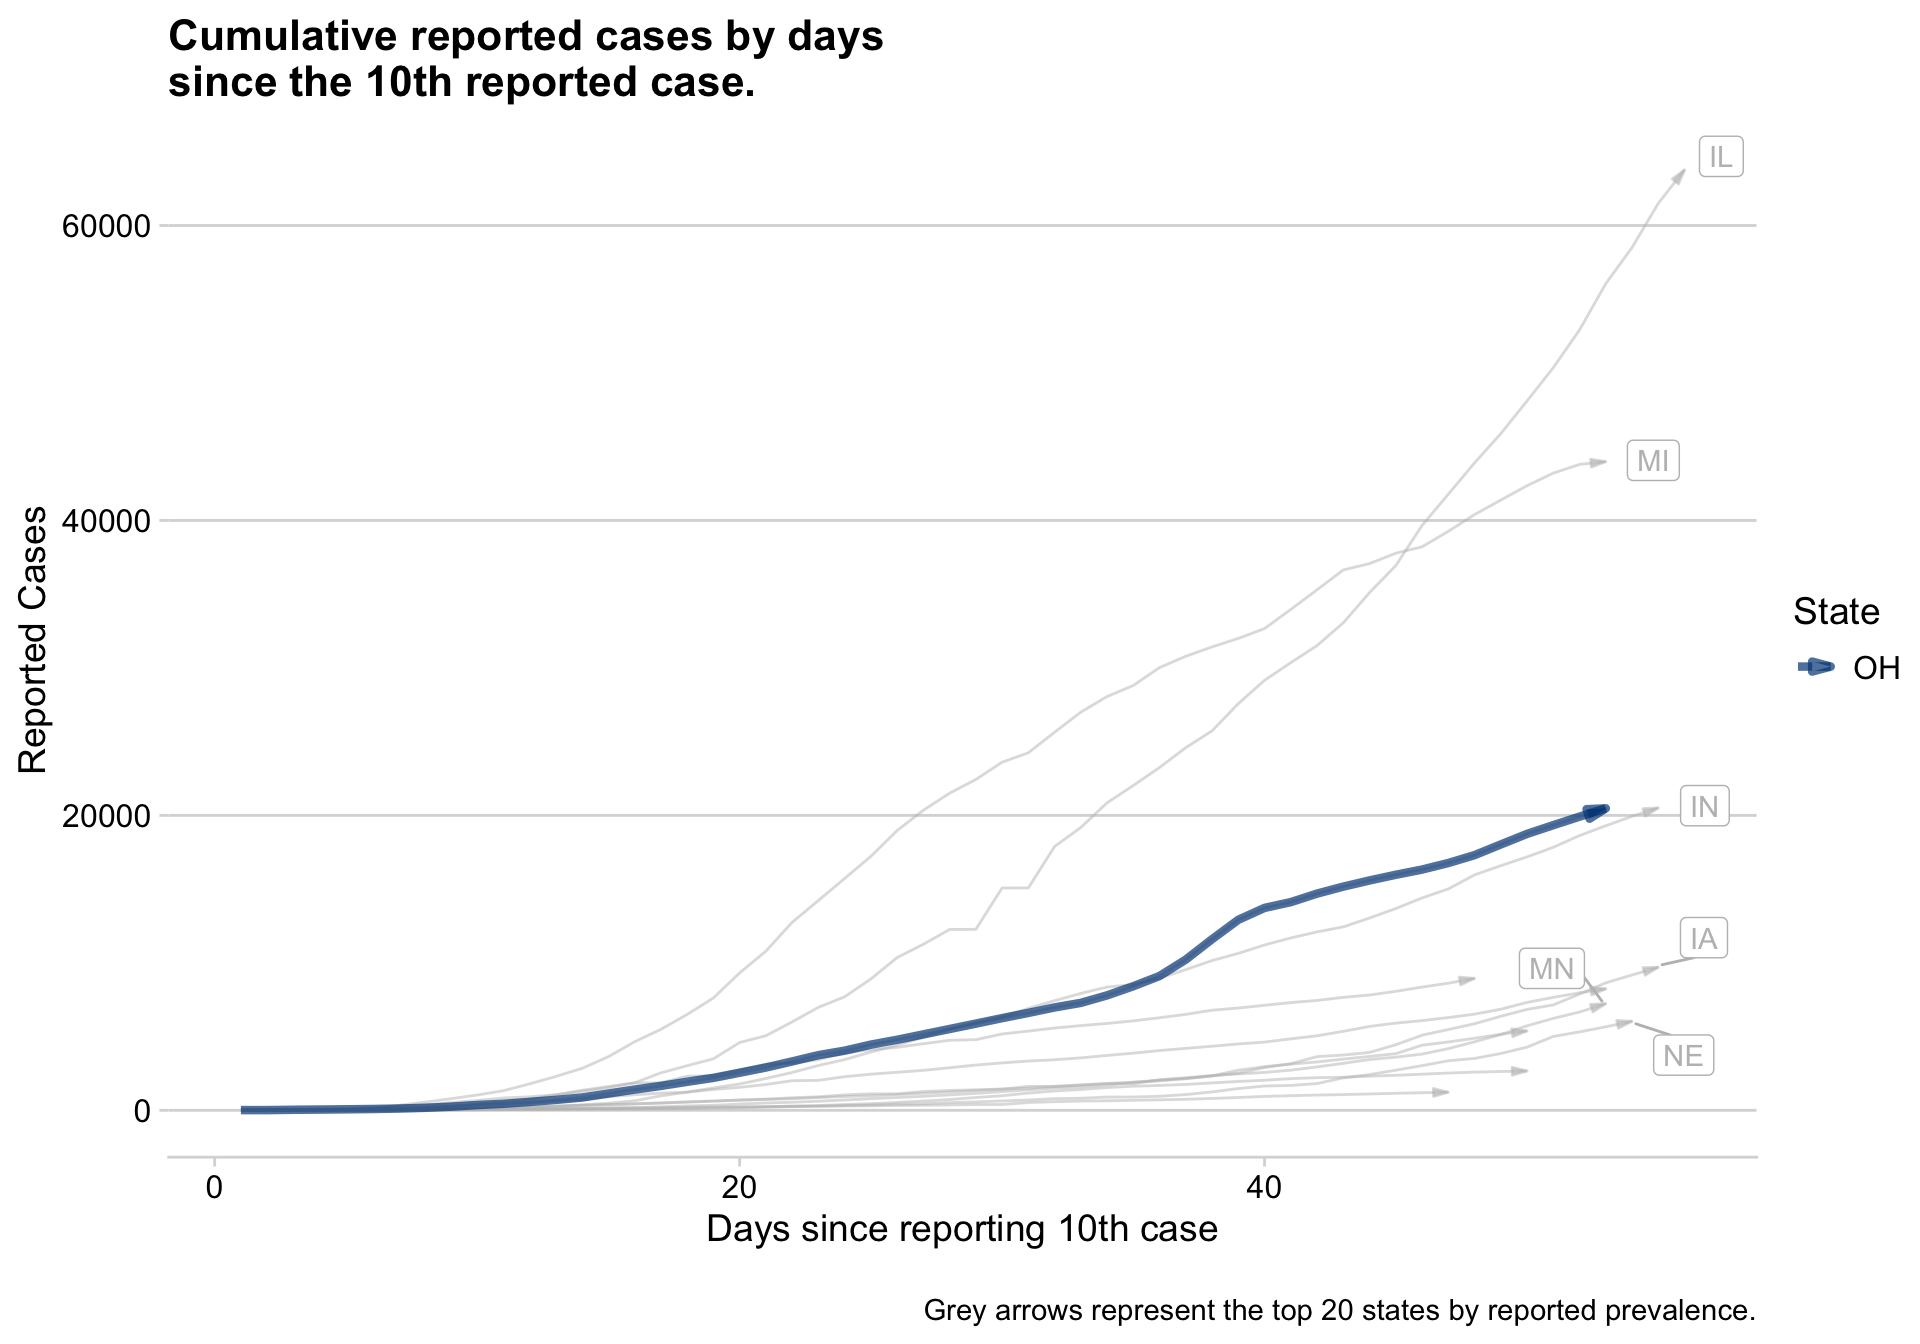 Cumulative reported cases by days
since the 10th reported case.
IL
60000
MI
40000
Reported Cases
State
OH
20000
IN
IA
MN
NE
0
0 20 40
Days since reporting 10th case
Grey arrows represent the top 20 states by reported prevalence.